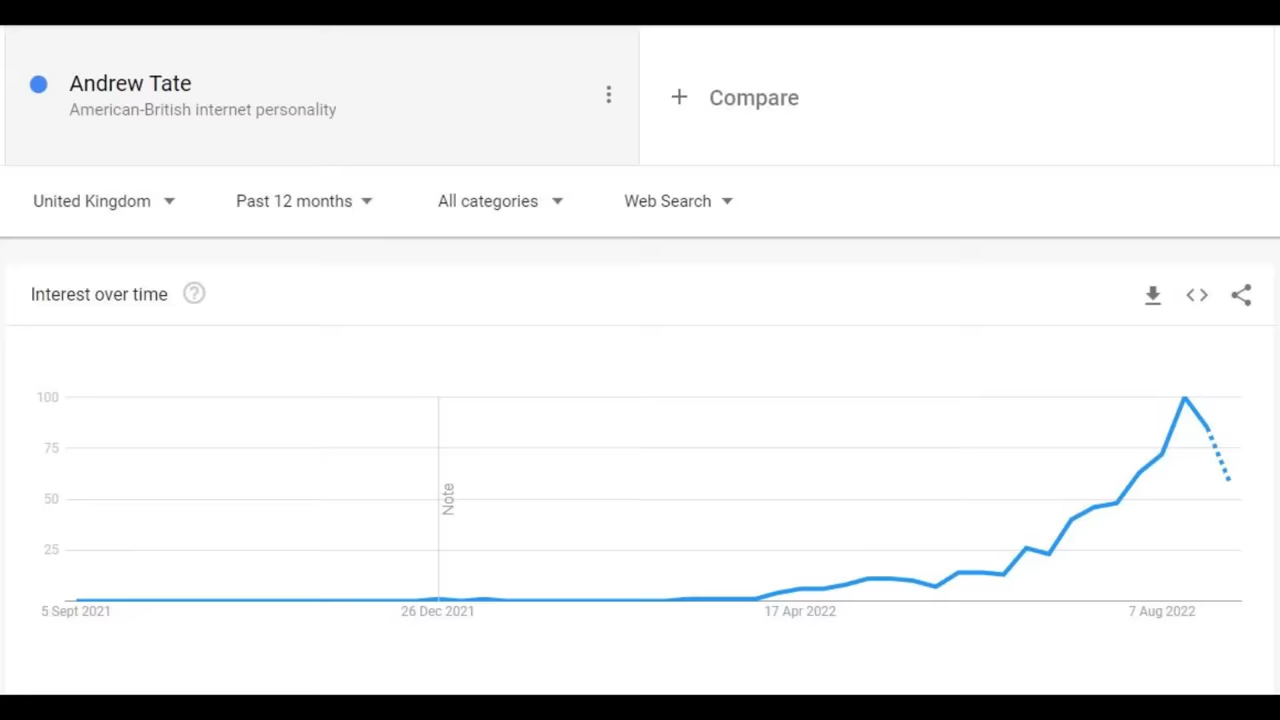 Andrew Tate
American-British internet personality
+ Compare
United Kingdom
Past 12 months
All categories
Web Search
Interest over time
?
100
75
50
25
Note
5 Sept 2021
26 Dec 2021
17 Apr 2022
7 Aug 2022